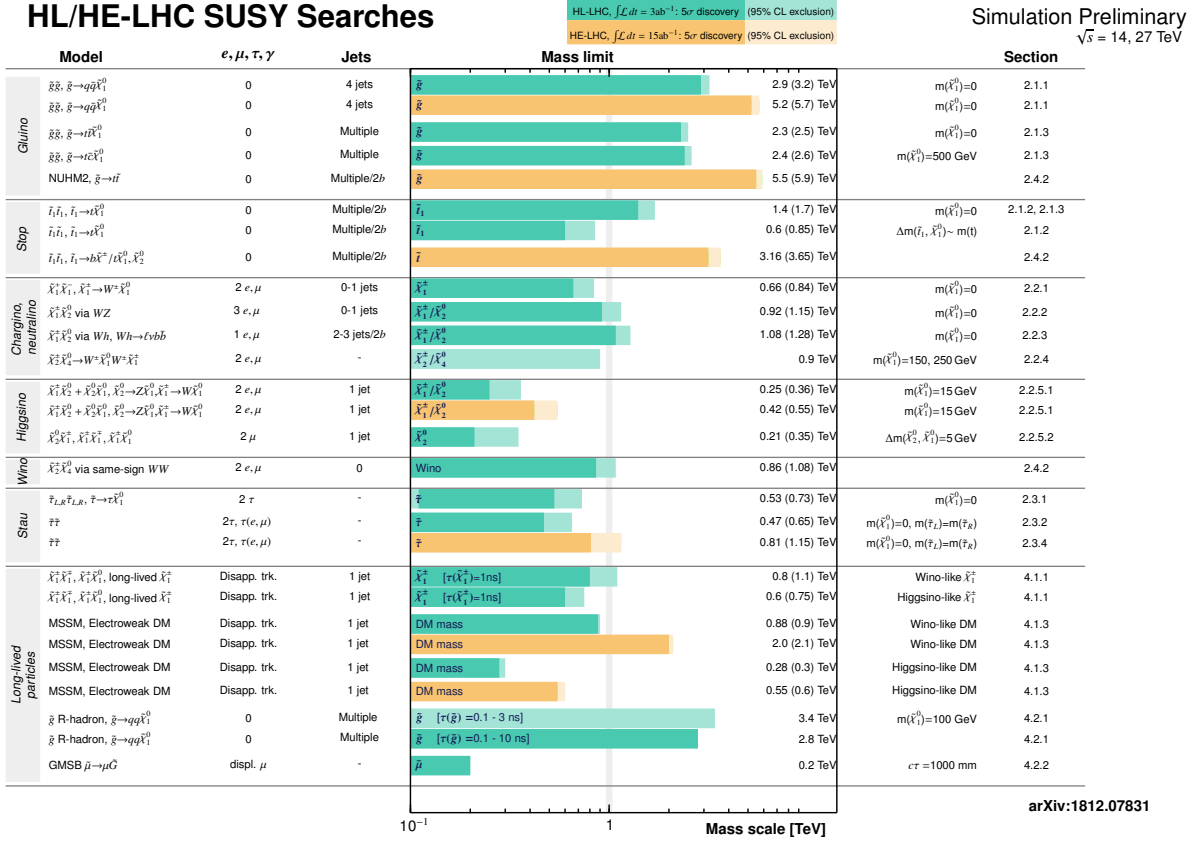 HL/HE-LHC SUSY Searches
HL-LHC, ∫ℒdt = 3ab⁻¹: 5σ discovery (95% CL exclusion)
HE-LHC, ∫ℒdt = 15ab⁻¹: 5σ discovery (95% CL exclusion)
Simulation Preliminary
√s = 14, 27 TeV
Model e, μ, τ, γ Jets Mass limit Section
Gluino
g̃g̃, g̃→qq̄χ̃₁⁰ 0 4 jets g̃ 2.9 (3.2) TeV m(χ̃₁⁰)=0 2.1.1
g̃g̃, g̃→qq̄χ̃₁⁰ 0 4 jets g̃ 5.2 (5.7) TeV m(χ̃₁⁰)=0 2.1.1
g̃g̃, g̃→tt̄χ̃₁⁰ 0 Multiple g̃ 2.3 (2.5) TeV m(χ̃₁⁰)=0 2.1.3
g̃g̃, g̃→tc̄χ̃₁⁰ 0 Multiple g̃ 2.4 (2.6) TeV m(χ̃₁⁰)=500 GeV 2.1.3
NUHM2, g̃→tt̃ 0 Multiple/2b g̃ 5.5 (5.9) TeV 2.4.2
Stop
t̃₁t̃₁, t̃₁→tχ̃₁⁰ 0 Multiple/2b t̃₁ 1.4 (1.7) TeV m(χ̃₁⁰)=0 2.1.2, 2.1.3
t̃₁t̃₁, t̃₁→tχ̃₁⁰ 0 Multiple/2b t̃₁ 0.6 (0.85) TeV Δm(t̃₁, χ̃₁⁰)~ m(t) 2.1.2
t̃₁t̃₁, t̃₁→bχ̃±/tχ̃₁⁰, χ̃₂⁰ 0 Multiple/2b t̃ 3.16 (3.65) TeV 2.4.2
Chargino, neutralino
χ̃₁⁺χ̃₁⁻, χ̃₁±→W±χ̃₁⁰ 2 e, μ 0-1 jets χ̃₁± 0.66 (0.84) TeV m(χ̃₁⁰)=0 2.2.1
χ̃₁±χ̃₂⁰ via WZ 3 e, μ 0-1 jets χ̃₁±/χ̃₂⁰ 0.92 (1.15) TeV m(χ̃₁⁰)=0 2.2.2
χ̃₁±χ̃₂⁰ via Wh, Wh→ℓνbb̄ 1 e, μ 2-3 jets/2b χ̃₁±/χ̃₂⁰ 1.08 (1.28) TeV m(χ̃₁⁰)=0 2.2.3
χ̃₂±χ̃₄⁰→W±χ̃₁⁰W±χ̃₁± 2 e, μ - χ̃₂±/χ̃₄⁰ 0.9 TeV m(χ̃₁⁰)=150, 250 GeV 2.2.4
Higgsino
χ̃₁±χ̃₂⁰ + χ̃₂⁰χ̃₁⁰, χ̃₂⁰→Zχ̃₁⁰, χ̃₁±→Wχ̃₁⁰ 2 e, μ 1 jet χ̃₁±/χ̃₂⁰ 0.25 (0.36) TeV m(χ̃₁⁰)=15 GeV 2.2.5.1
χ̃₁±χ̃₂⁰ + χ̃₂⁰χ̃₁⁰, χ̃₂⁰→Zχ̃₁⁰, χ̃₁±→Wχ̃₁⁰ 2 e, μ 1 jet χ̃₁±/χ̃₂⁰ 0.42 (0.55) TeV m(χ̃₁⁰)=15 GeV 2.2.5.1
χ̃₂⁰χ̃₁±, χ̃₁±χ̃₁∓, χ̃₁±χ̃₁⁰ 2 μ 1 jet χ̃₂⁰ 0.21 (0.35) TeV Δm(χ̃₂⁰, χ̃₁⁰)=5 GeV 2.2.5.2
Wino
χ̃₂±χ̃₄⁰ via same-sign WW 2 e, μ 0 Wino 0.86 (1.08) TeV 2.4.2
Stau
τ̃L,Rτ̃L,R, τ̃→τχ̃₁⁰ 2 τ - τ̃ 0.53 (0.73) TeV m(χ̃₁⁰)=0 2.3.1
τ̃τ̃ 2τ, τ(e, μ) - τ̃ 0.47 (0.65) TeV m(χ̃₁⁰)=0, m(τ̃L)=m(τ̃R) 2.3.2
τ̃τ̃ 2τ, τ(e, μ) - τ̃ 0.81 (1.15) TeV m(χ̃₁⁰)=0, m(τ̃L)=m(τ̃R) 2.3.4
Long-lived particles
χ̃₁±χ̃₁∓, χ̃₁±χ̃₁⁰, long-lived χ̃₁± Disapp. trk. 1 jet χ̃₁± [τ(χ̃₁±)=1ns] 0.8 (1.1) TeV Wino-like χ̃₁± 4.1.1
χ̃₁±χ̃₁∓, χ̃₁±χ̃₁⁰, long-lived χ̃₁± Disapp. trk. 1 jet χ̃₁± [τ(χ̃₁±)=1ns] 0.6 (0.75) TeV Higgsino-like χ̃₁± 4.1.1
MSSM, Electroweak DM Disapp. trk. 1 jet DM mass 0.88 (0.9) TeV Wino-like DM 4.1.3
MSSM, Electroweak DM Disapp. trk. 1 jet DM mass 2.0 (2.1) TeV Wino-like DM 4.1.3
MSSM, Electroweak DM Disapp. trk. 1 jet DM mass 0.28 (0.3) TeV Higgsino-like DM 4.1.3
MSSM, Electroweak DM Disapp. trk. 1 jet DM mass 0.55 (0.6) TeV Higgsino-like DM 4.1.3
g̃ R-hadron, g̃→qqχ̃₁⁰ 0 Multiple g̃ [τ(g̃) =0.1 - 3 ns] 3.4 TeV m(χ̃₁⁰)=100 GeV 4.2.1
g̃ R-hadron, g̃→qqχ̃₁⁰ 0 Multiple g̃ [τ(g̃) =0.1 - 10 ns] 2.8 TeV 4.2.1
GMSB μ̃→μG̃ displ. μ - μ̃ 0.2 TeV cτ =1000 mm 4.2.2
arXiv:1812.07831
10⁻¹ 1 Mass scale [TeV]